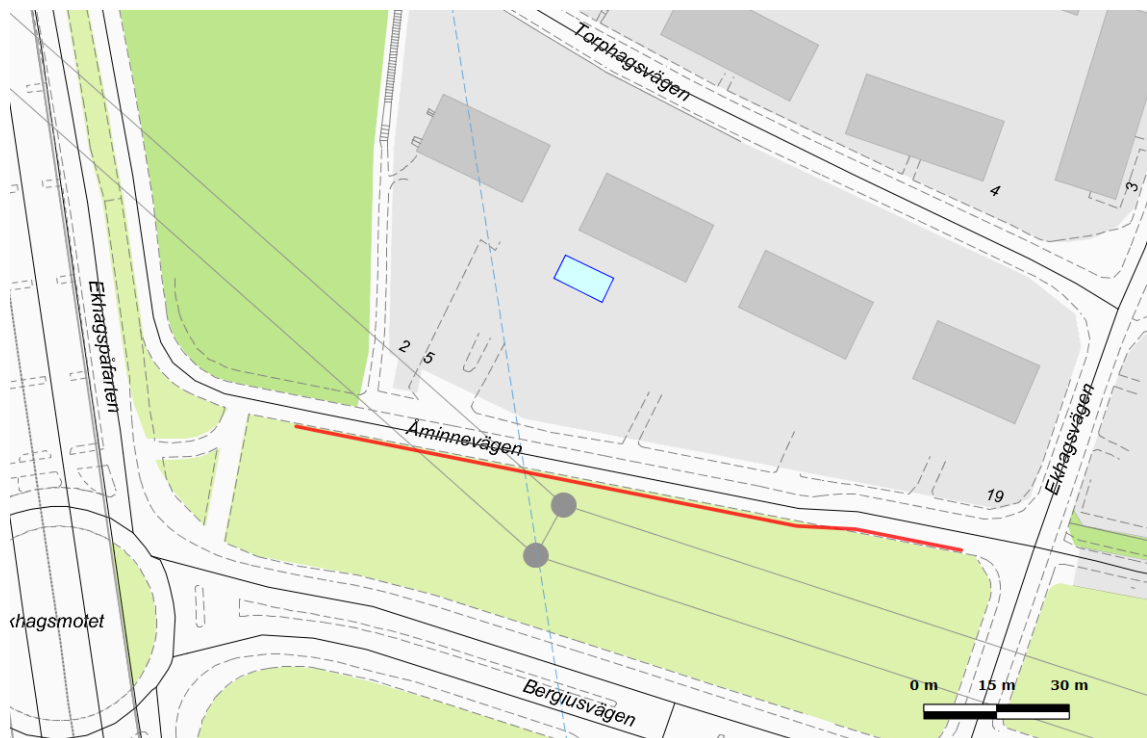 Torphagsvägen
4
3
Ekhagspåfarten
2
5
Åminnevägen
Ekhagsvägen
19
khagsmotet
Bergiusvägen
0 m 15 m 30 m